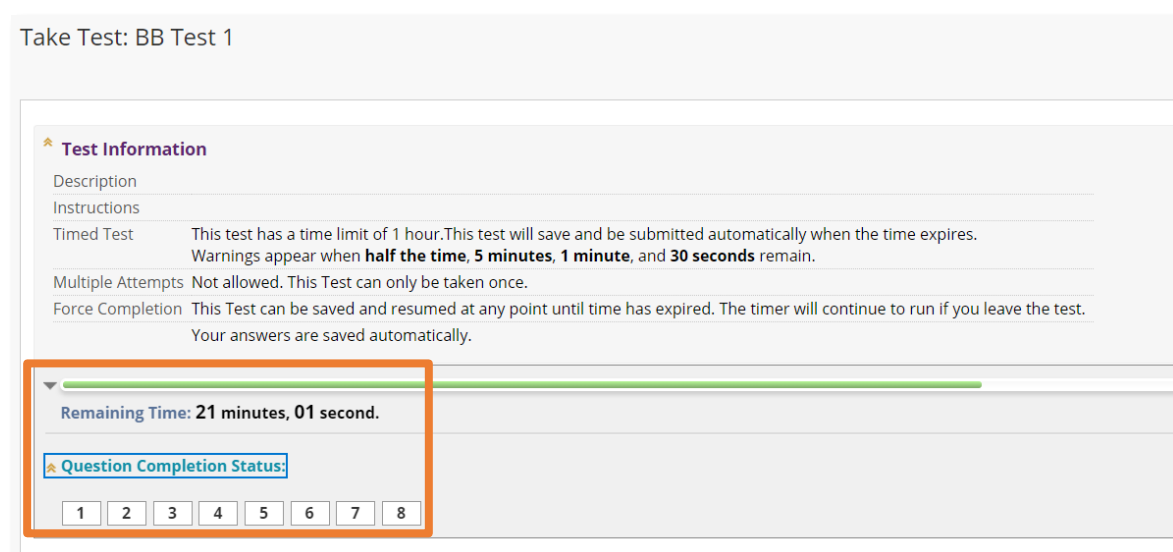 Take Test: BB Test 1
Test Information
Description
Instructions
Timed Test This test has a time limit of 1 hour.This test will save and be submitted automatically when the time expires.
Warnings appear when half the time, 5 minutes, 1 minute, and 30 seconds remain.
Multiple Attempts Not allowed. This Test can only be taken once.
Force Completion This Test can be saved and resumed at any point until time has expired. The timer will continue to run if you leave the test.
Your answers are saved automatically.
Remaining Time: 21 minutes, 01 second.
Question Completion Status:
1 2 3 4 5 6 7 8